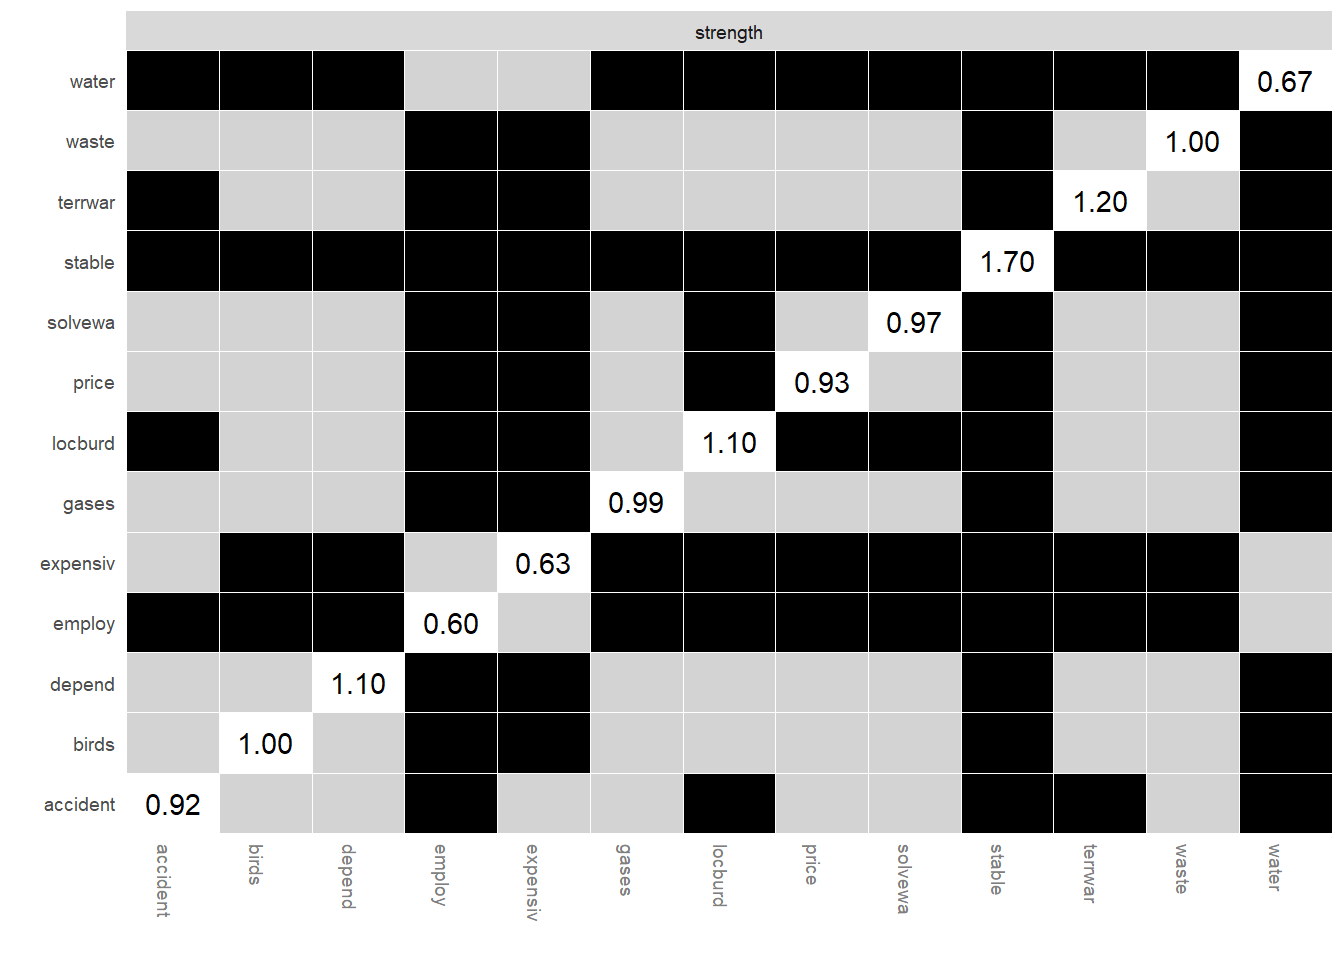 strength
water 0.67
waste 1.00
terrwar 1.20
stable 1.70
solvewa 0.97
price 0.93
locburd 1.10
gases 0.99
expensiv 0.63
employ 0.60
depend 1.10
birds 1.00
accident 0.92
accident birds depend employ expensiv gases locburd price solvewa stable terrwar waste water